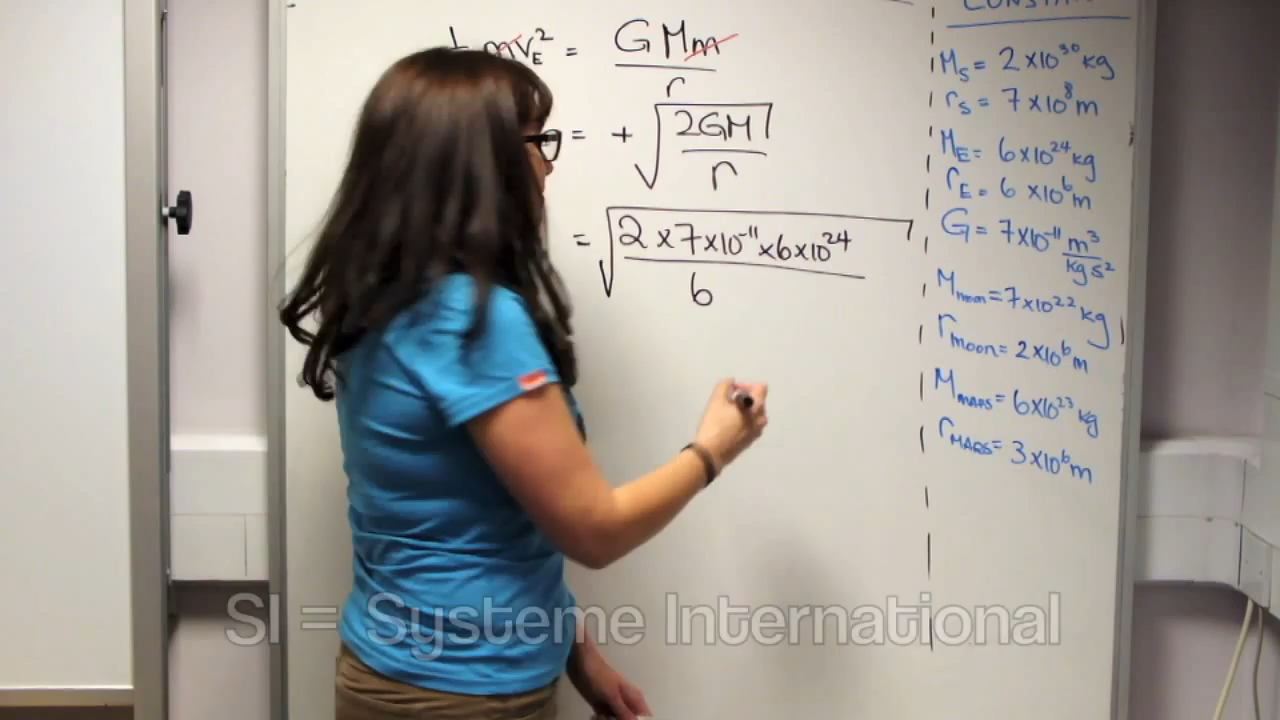 ½ mv_E² = GMm / r
= + √(2GM / r)
= √(2 × 7 × 10⁻¹¹ × 6 × 10²⁴ / 6
M_S = 2 × 10³⁰ kg
r_S = 7 × 10⁸ m
M_E = 6 × 10²⁴ kg
r_E = 6 × 10⁶ m
G = 7 × 10⁻¹¹ m³ / kg s²
M_moon = 7 × 10²² kg
r_moon = 2 × 10⁶ m
M_MARS = 6 × 10²³ kg
r_MARS = 3 × 10⁶ m
SI = Systeme International